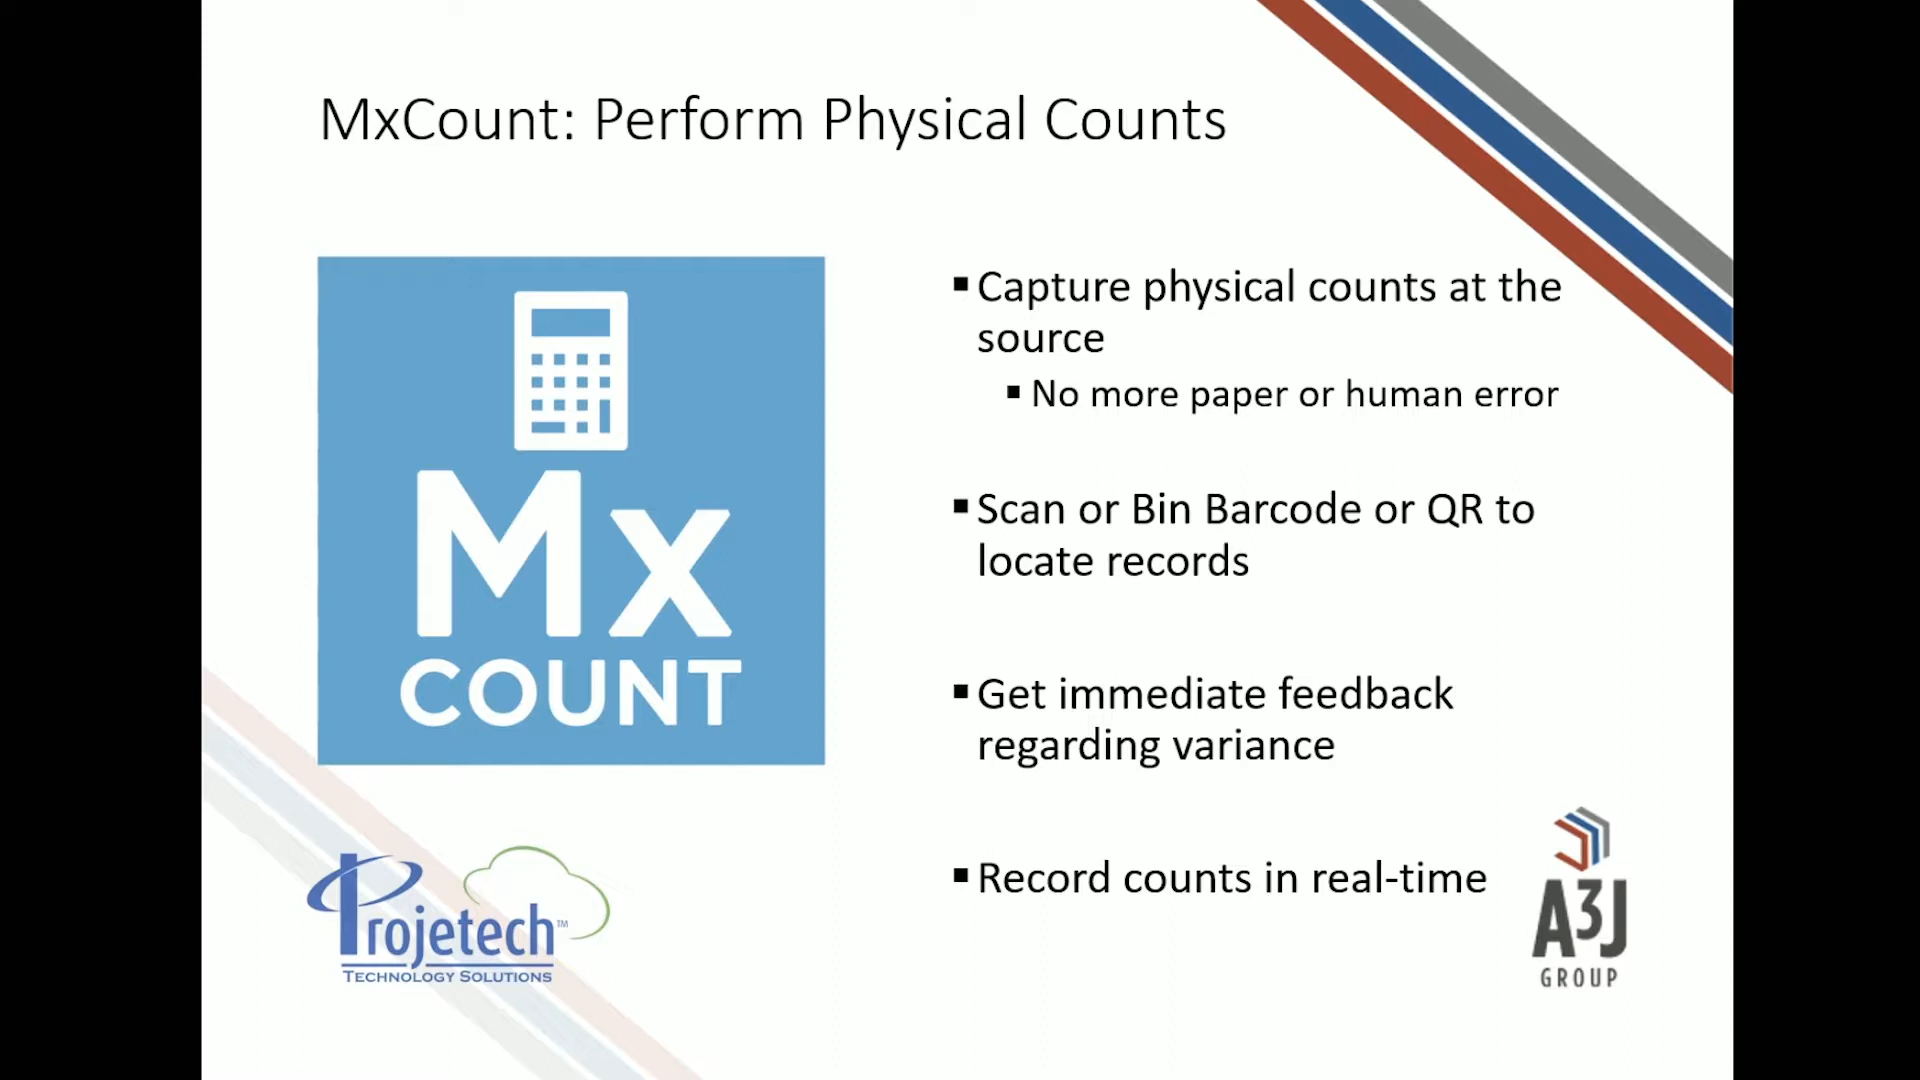 MxCount: Perform Physical Counts
Mx
COUNT
▪Capture physical counts at the
source
▪No more paper or human error
▪Scan or Bin Barcode or QR to
locate records
▪Get immediate feedback
regarding variance
▪Record counts in real-time
Projetech™
TECHNOLOGY SOLUTIONS
A3J
GROUP